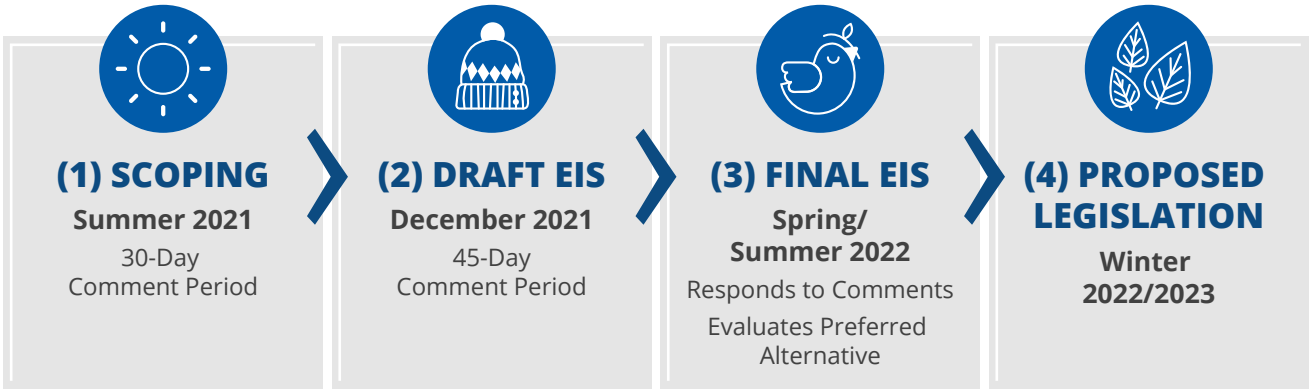 (1) SCOPING
Summer 2021
30-Day
Comment Period
(2) DRAFT EIS
December 2021
45-Day
Comment Period
(3) FINAL EIS
Spring/
Summer 2022
Responds to Comments
Evaluates Preferred
Alternative
(4) PROPOSED
LEGISLATION
Winter
2022/2023